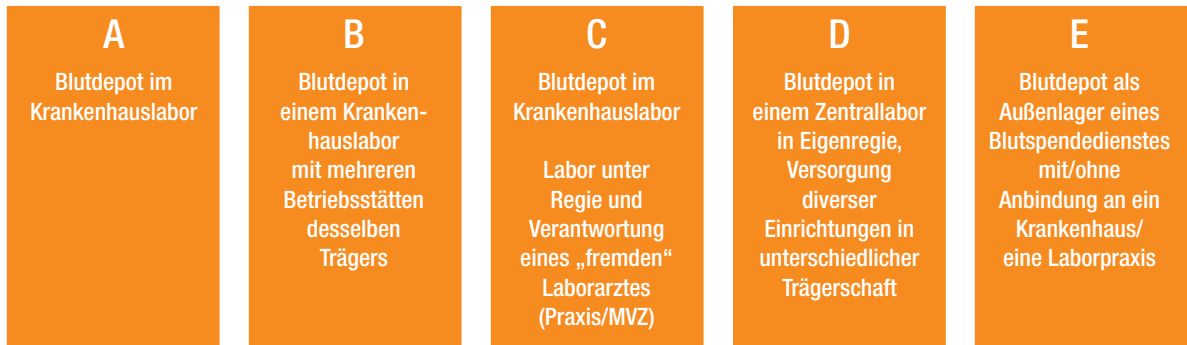 A
Blutdepot im
Krankenhauslabor
B
Blutdepot in
einem Kranken-
hauslabor
mit mehreren
Betriebsstätten
desselben
Trägers
C
Blutdepot im
Krankenhauslabor
Labor unter
Regie und
Verantwortung
eines „fremden“
Laborarztes
(Praxis/MVZ)
D
Blutdepot in
einem Zentrallabor
in Eigenregie,
Versorgung
diverser
Einrichtungen in
unterschiedlicher
Trägerschaft
E
Blutdepot als
Außenlager eines
Blutspendedienstes
mit/ohne
Anbindung an ein
Krankenhaus/
eine Laborpraxis